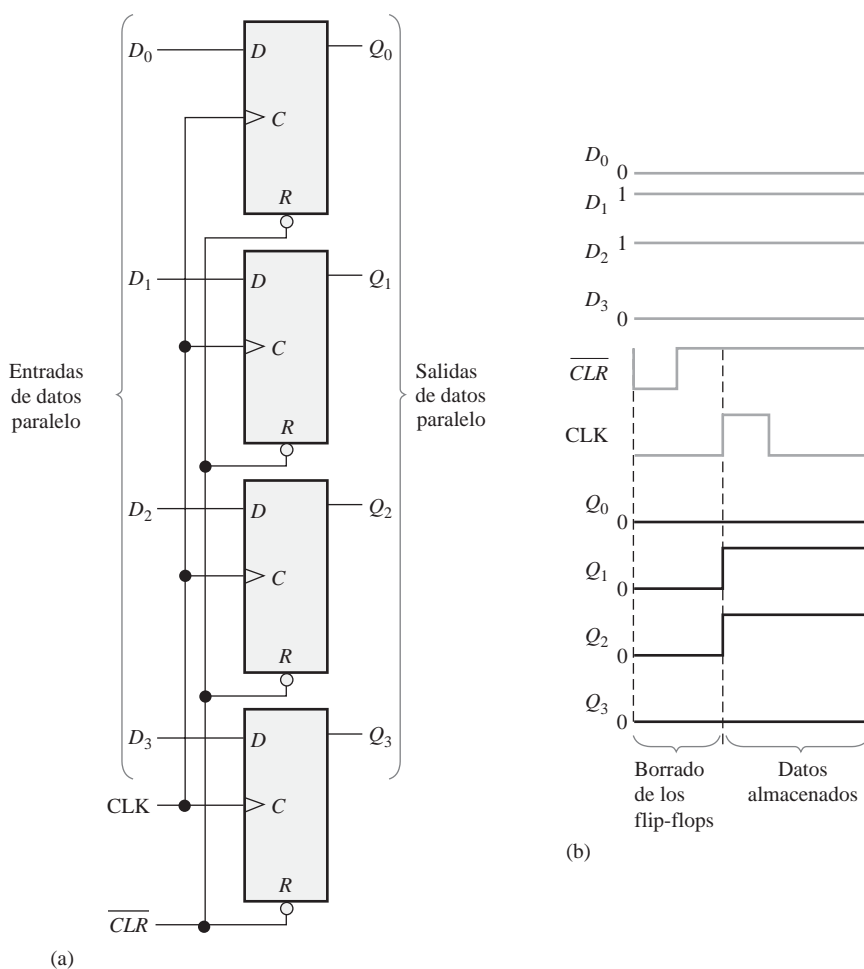 D0 D Q0
C
R
D1 D Q1
C
R
Entradas
de datos
paralelo
Salidas
de datos
paralelo
D2 D Q2
C
R
D3 D Q3
CLK C
R
CLR
(a)
D0 0
D1 1
D2 1
D3 0
CLR
CLK
Q0 0
Q1 0
Q2 0
Q3 0
Borrado
de los
flip-flops
Datos
almacenados
(b)